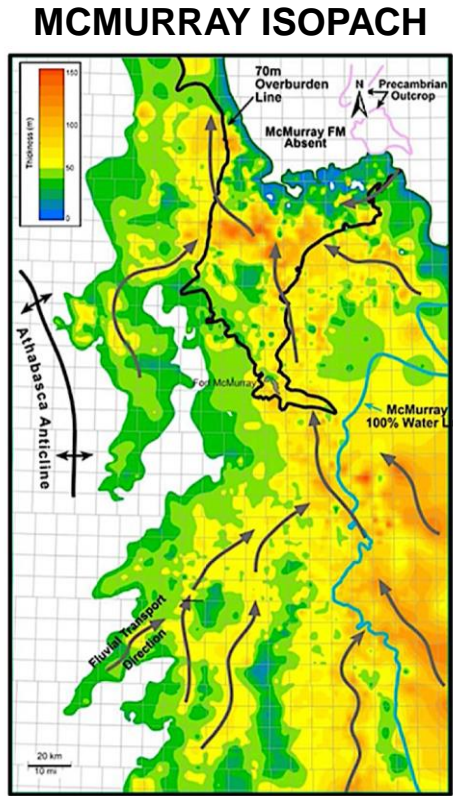 MCMURRAY ISOPACH
70m
Overburden
Line
N
Precambrian
Outcrop
McMurray FM
Absent
Thickness (m)
150
100
50
0
Athabasca Anticline
Fort McMurray
McMurray
100% Water L
Fluvial Transport
Direction
20 km
10 mi